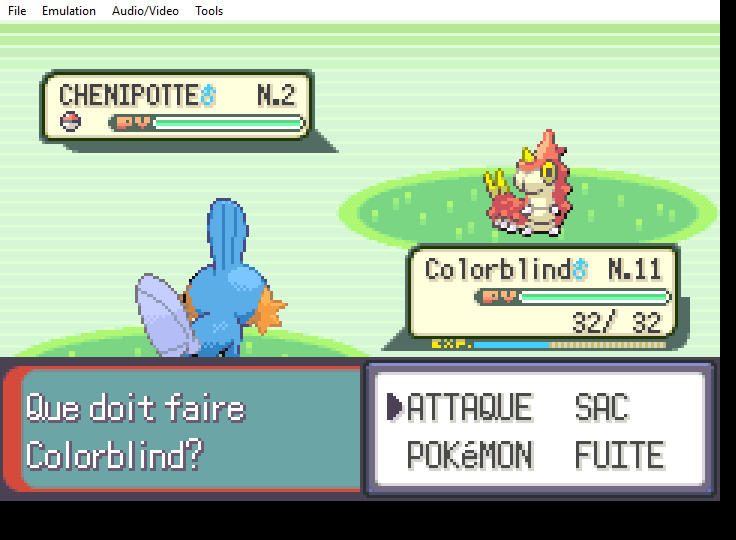 File Emulation Audio/Video Tools
CHENIPOTTE♂ N.2
PV
Colorblind♂ N.11
PV
32/ 32
EXP.
Que doit faire
Colorblind?
ATTAQUE SAC
POKéMON FUITE